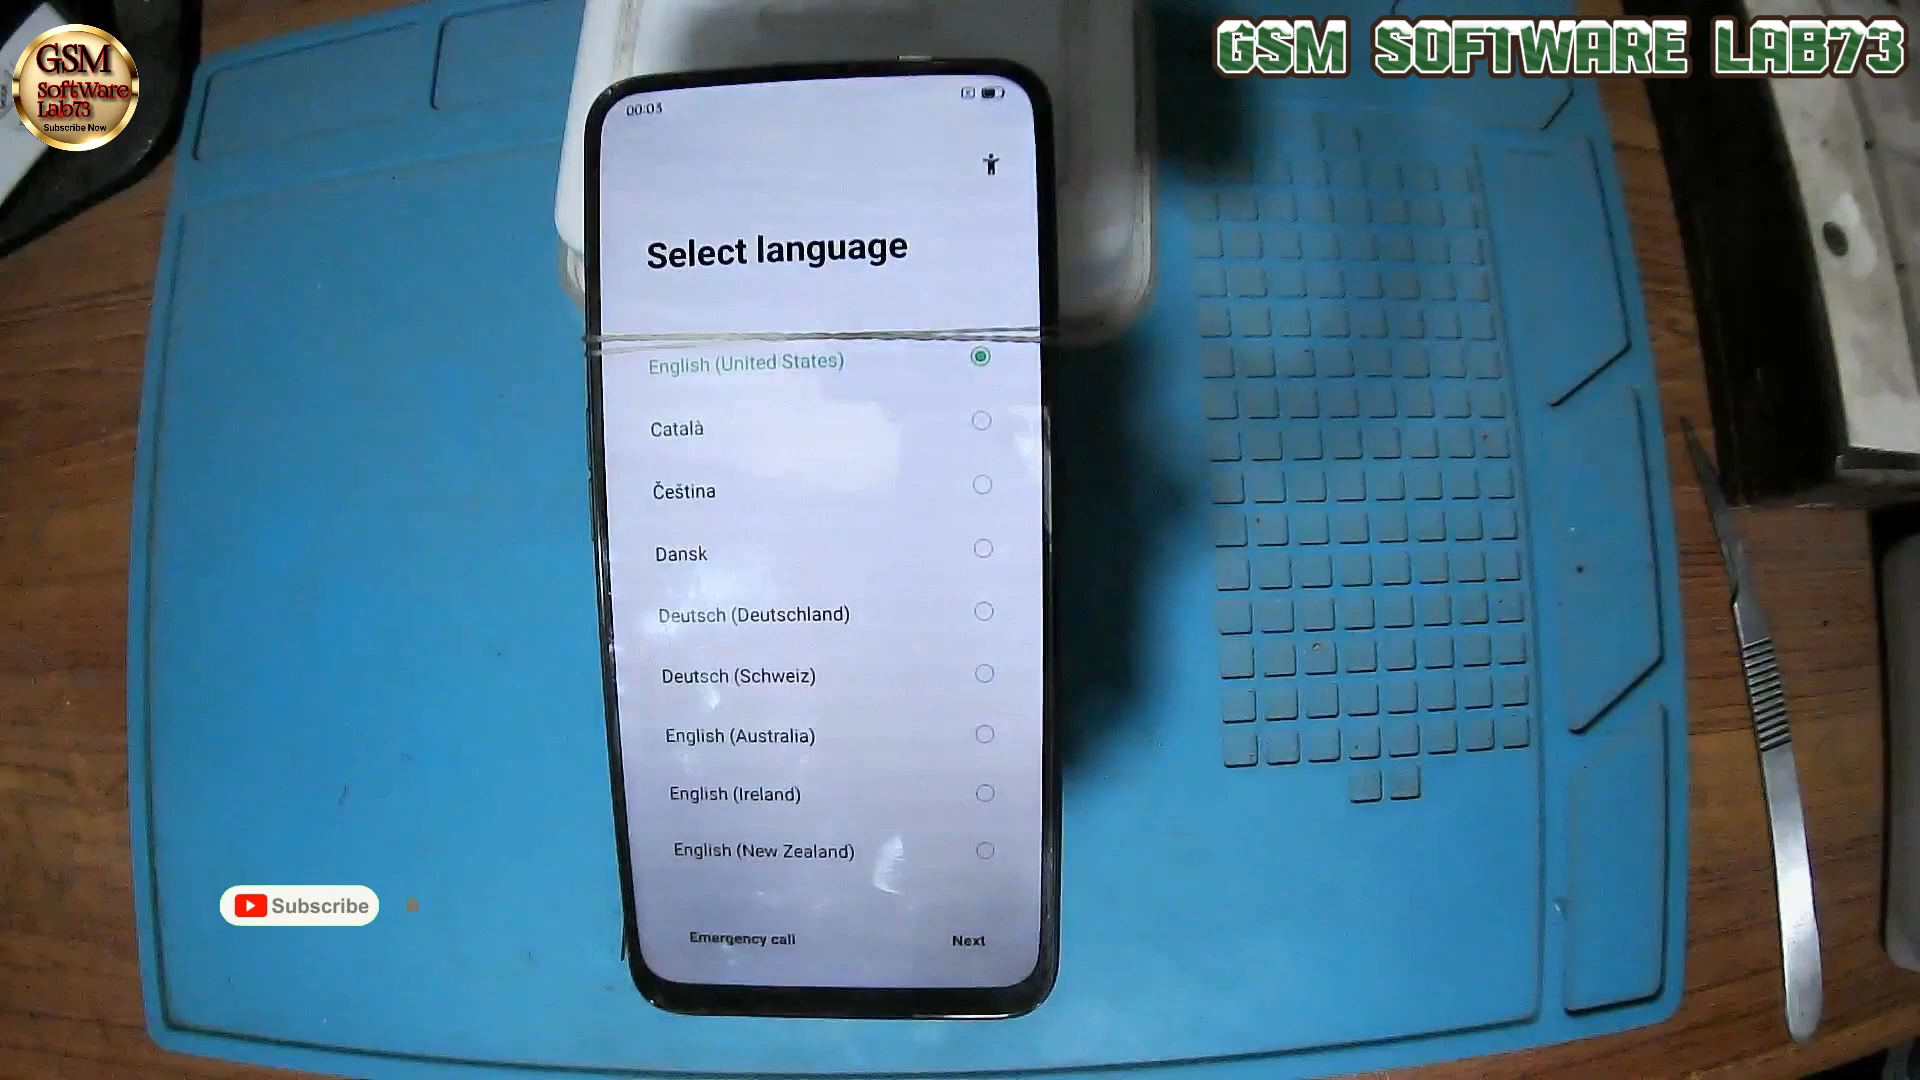 GSM
SoftWare
Lab73
Subscribe Now
GSM SOFTWARE LAB73
00:03
Select language
English (United States)
Català
Čeština
Dansk
Deutsch (Deutschland)
Deutsch (Schweiz)
English (Australia)
English (Ireland)
English (New Zealand)
Emergency call
Next
Subscribe